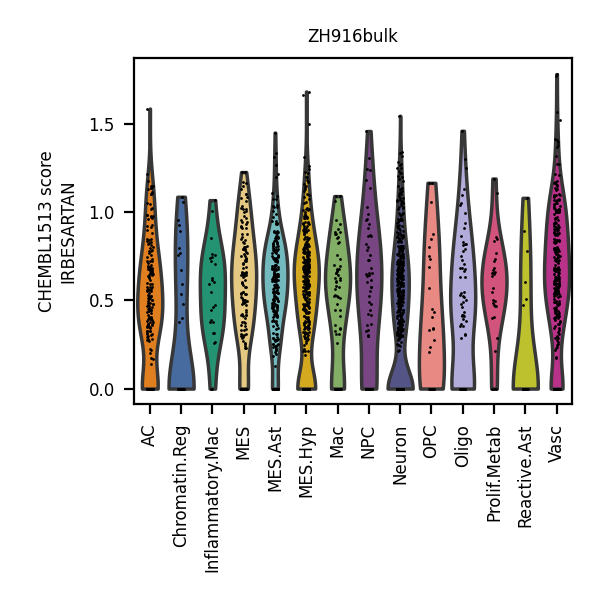 ZH916bulk
CHEMBL1513 score
IRBESARTAN
1.5
1.0
0.5
0.0
AC
Chromatin.Reg
Inflammatory.Mac
MES
MES.Ast
MES.Hyp
Mac
NPC
Neuron
OPC
Oligo
Prolif.Metab
Reactive.Ast
Vasc